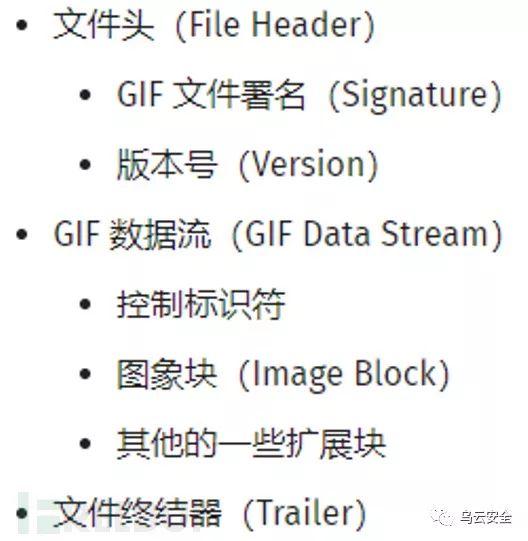 • 文件头（File Header）
• GIF 文件署名（Signature）
• 版本号（Version）
• GIF 数据流（GIF Data Stream）
• 控制标识符
• 图象块（Image Block）
• 其他的一些扩展块
• 文件终结器（Trailer）
乌云安全